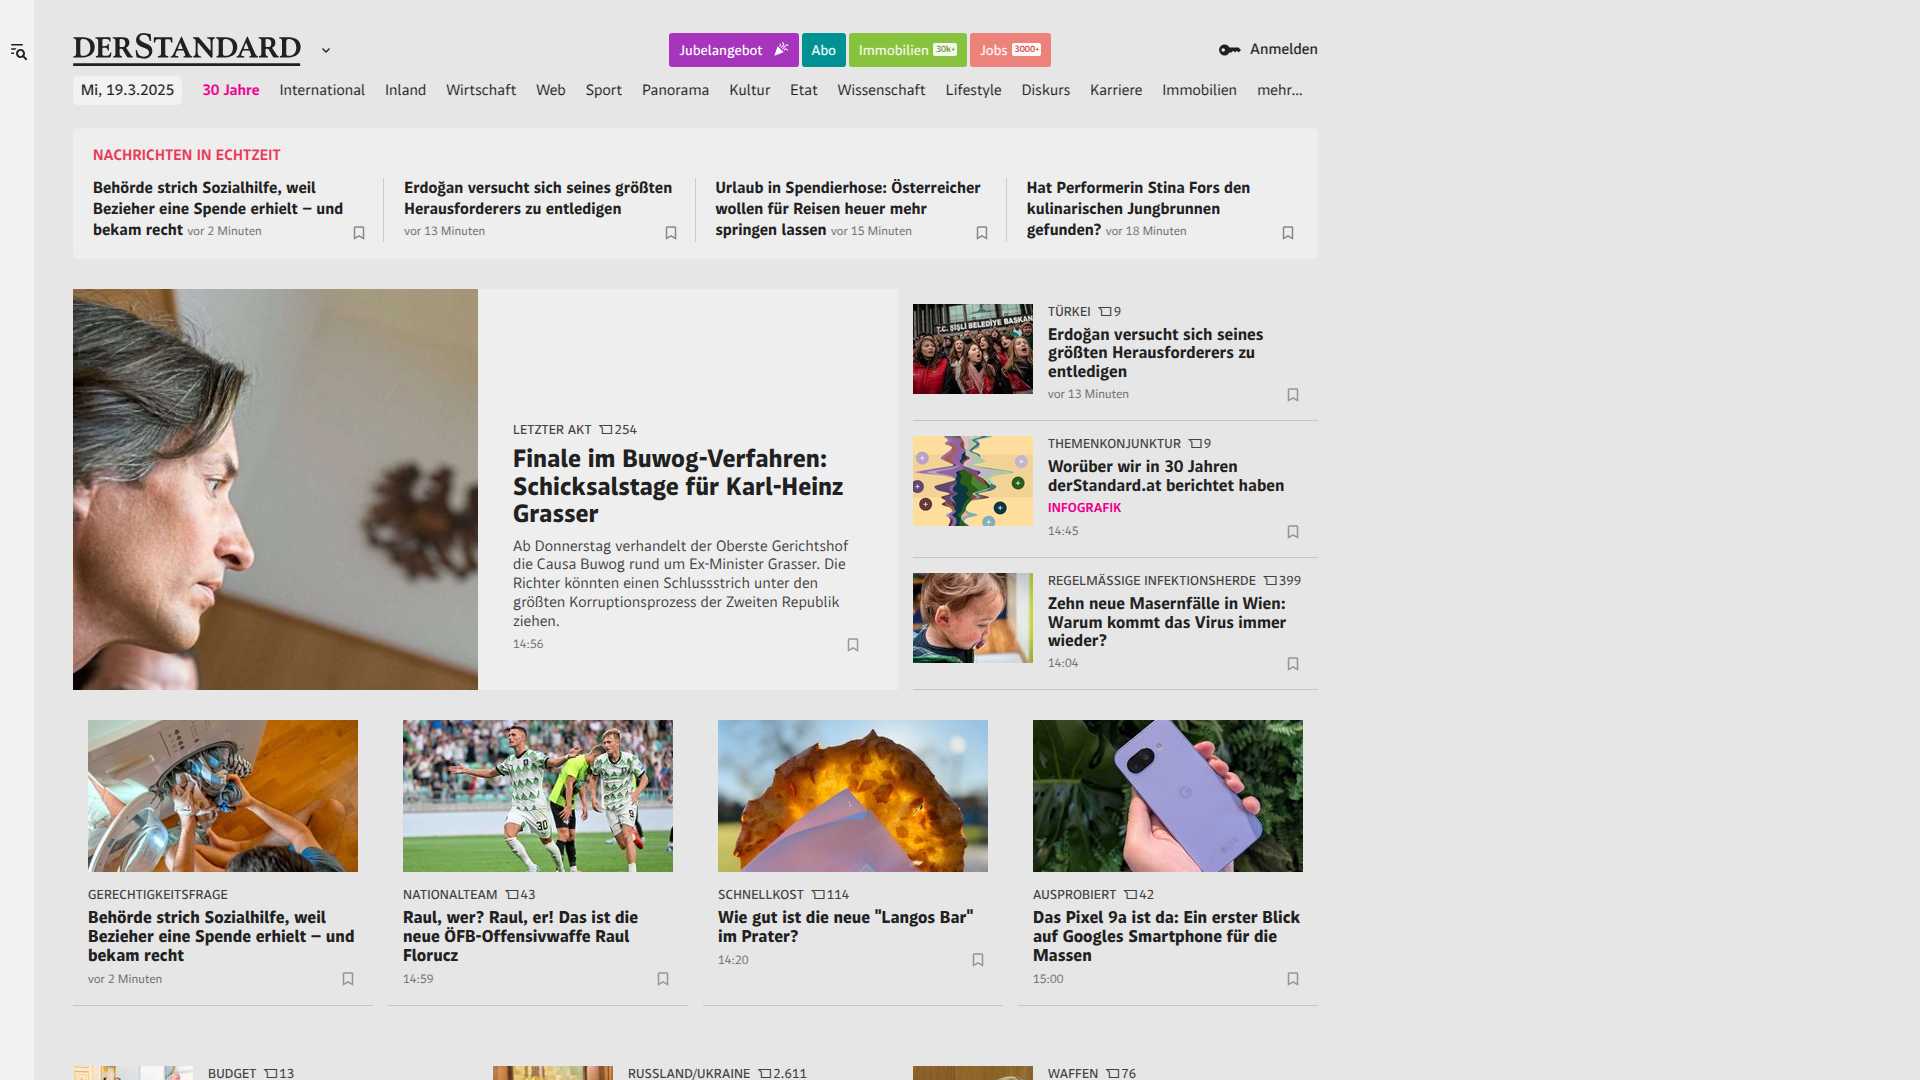 DERSTANDARD
Jubelangebot
Abo
Immobilien 30k+
Jobs 3000+
Anmelden
Mi, 19.3.2025
30 Jahre
International
Inland
Wirtschaft
Web
Sport
Panorama
Kultur
Etat
Wissenschaft
Lifestyle
Diskurs
Karriere
Immobilien
mehr...
NACHRICHTEN IN ECHTZEIT
Behörde strich Sozialhilfe, weil
Bezieher eine Spende erhielt – und
bekam recht vor 2 Minuten
Erdoğan versucht sich seines größten
Herausforderers zu entledigen
vor 13 Minuten
Urlaub in Spendierhose: Österreicher
wollen für Reisen heuer mehr
springen lassen vor 15 Minuten
Hat Performerin Stina Fors den
kulinarischen Jungbrunnen
gefunden? vor 18 Minuten
LETZTER AKT 254
Finale im Buwog-Verfahren:
Schicksalstage für Karl-Heinz
Grasser
Ab Donnerstag verhandelt der Oberste Gerichtshof
die Causa Buwog rund um Ex-Minister Grasser. Die
Richter könnten einen Schlussstrich unter den
größten Korruptionsprozess der Zweiten Republik
ziehen.
14:56
T.C. ŞİŞLİ BELEDİYE BAŞKAN
TÜRKEI 9
Erdoğan versucht sich seines
größten Herausforderers zu
entledigen
vor 13 Minuten
THEMENKONJUNKTUR 9
Worüber wir in 30 Jahren
derStandard.at berichtet haben
INFOGRAFIK
14:45
REGELMÄSSIGE INFEKTIONSHERDE 399
Zehn neue Masernfälle in Wien:
Warum kommt das Virus immer
wieder?
14:04
GERECHTIGKEITSFRAGE
Behörde strich Sozialhilfe, weil
Bezieher eine Spende erhielt – und
bekam recht
vor 2 Minuten
30
9
NATIONALTEAM 43
Raul, wer? Raul, er! Das ist die
neue ÖFB-Offensivwaffe Raul
Florucz
14:59
SCHNELLKOST 114
Wie gut ist die neue "Langos Bar"
im Prater?
14:20
AUSPROBIERT 42
Das Pixel 9a ist da: Ein erster Blick
auf Googles Smartphone für die
Massen
15:00
BUDGET 13
RUSSLAND/UKRAINE 2.611
WAFFEN 76